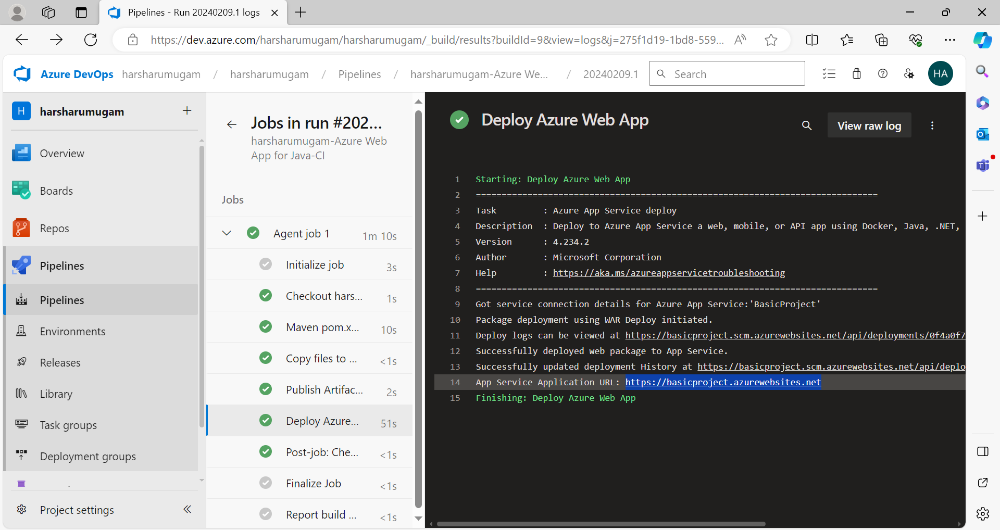 Pipelines - Run 20240209.1 logs
https://dev.azure.com/harsharumugam/harsharumugam/_build/results?buildId=9&view=logs&j=275f1d19-1bd8-559...
Azure DevOps harsharumugam / harsharumugam / Pipelines / harsharumugam-Azure We... / 20240209.1
Search
HA
H harsharumugam
Overview
Boards
Repos
Pipelines
Pipelines
Environments
Releases
Library
Task groups
Deployment groups
Project settings
Jobs in run #202...
harsharumugam-Azure Web
App for Java-CI
Jobs
Agent job 1 1m 10s
Initialize job 3s
Checkout hars... 1s
Maven pom.x... 10s
Copy files to ... <1s
Publish Artifac... 2s
Deploy Azure... 51s
Post-job: Che... <1s
Finalize Job <1s
Report build ... <1s
Deploy Azure Web App
View raw log
1 Starting: Deploy Azure Web App
2 ==============================================================================
3 Task : Azure App Service deploy
4 Description : Deploy to Azure App Service a web, mobile, or API app using Docker, Java, .NET,
5 Version : 4.234.2
6 Author : Microsoft Corporation
7 Help : https://aka.ms/azureappservicetroubleshooting
8 ==============================================================================
9 Got service connection details for Azure App Service:'BasicProject'
10 Package deployment using WAR Deploy initiated.
11 Deploy logs can be viewed at https://basicproject.scm.azurewebsites.net/api/deployments/0f4a0f7
12 Successfully deployed web package to App Service.
13 Successfully updated deployment History at https://basicproject.scm.azurewebsites.net/api/deplo
14 App Service Application URL: https://basicproject.azurewebsites.net
15 Finishing: Deploy Azure Web App